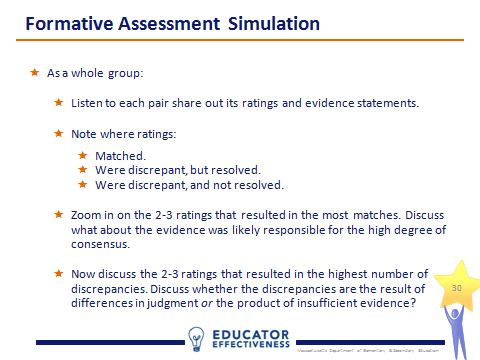 Formative Assessment Simulation
As a whole group:
Listen to each pair share out its ratings and evidence statements.
Note where ratings:
Matched.
Were discrepant, but resolved.
Were discrepant, and not resolved.
Zoom in on the 2-3 ratings that resulted in the most matches. Discuss
what about the evidence was likely responsible for the high degree of
consensus.
Now discuss the 2-3 ratings that resulted in the highest number of
discrepancies. Discuss whether the discrepancies are the result of
differences in judgment or the product of insufficient evidence?
30
EDUCATOR
EFFECTIVENESS
Massachusetts Department of Elementary & Secondary Education